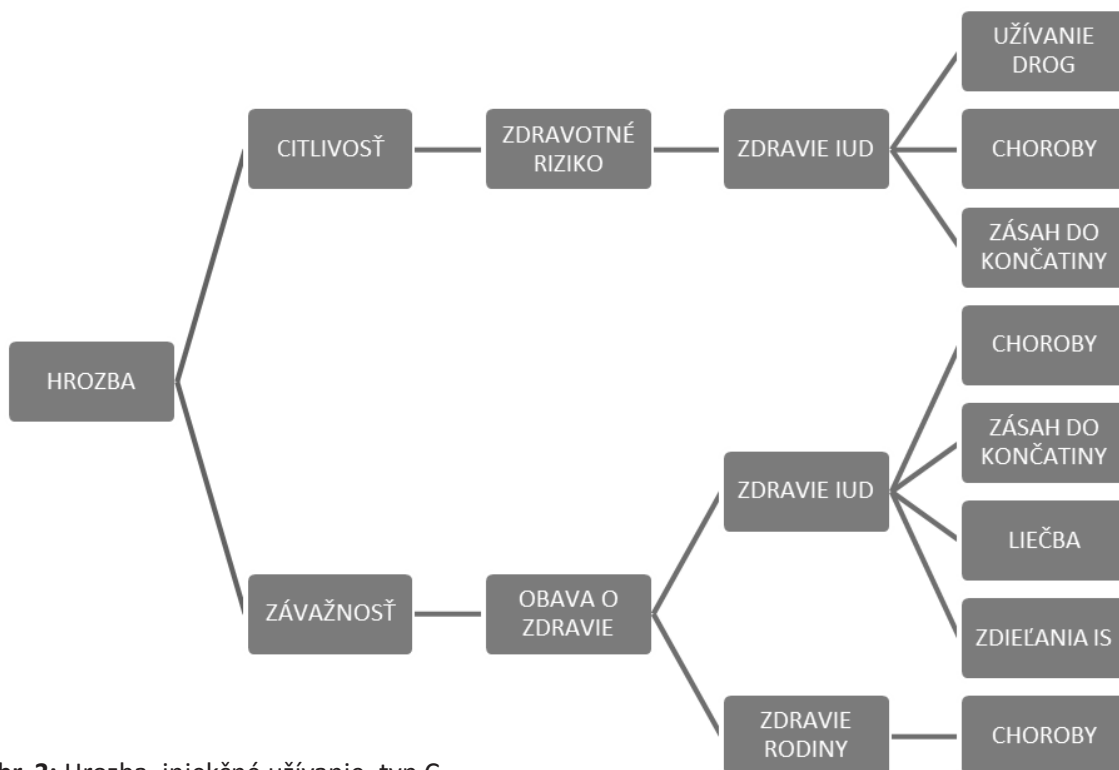 UŽÍVANIE
DROG
CITLIVOSŤ
ZDRAVOTNÉ
RIZIKO
ZDRAVIE IUD
CHOROBY
ZÁSAH DO
KONČATINY
HROZBA
CHOROBY
ZÁSAH DO
KONČATINY
ZDRAVIE IUD
LIEČBA
ZÁVAŽNOSŤ
OBAVA O
ZDRAVIE
ZDIEĽANIA IS
ZDRAVIE
RODINY
CHOROBY